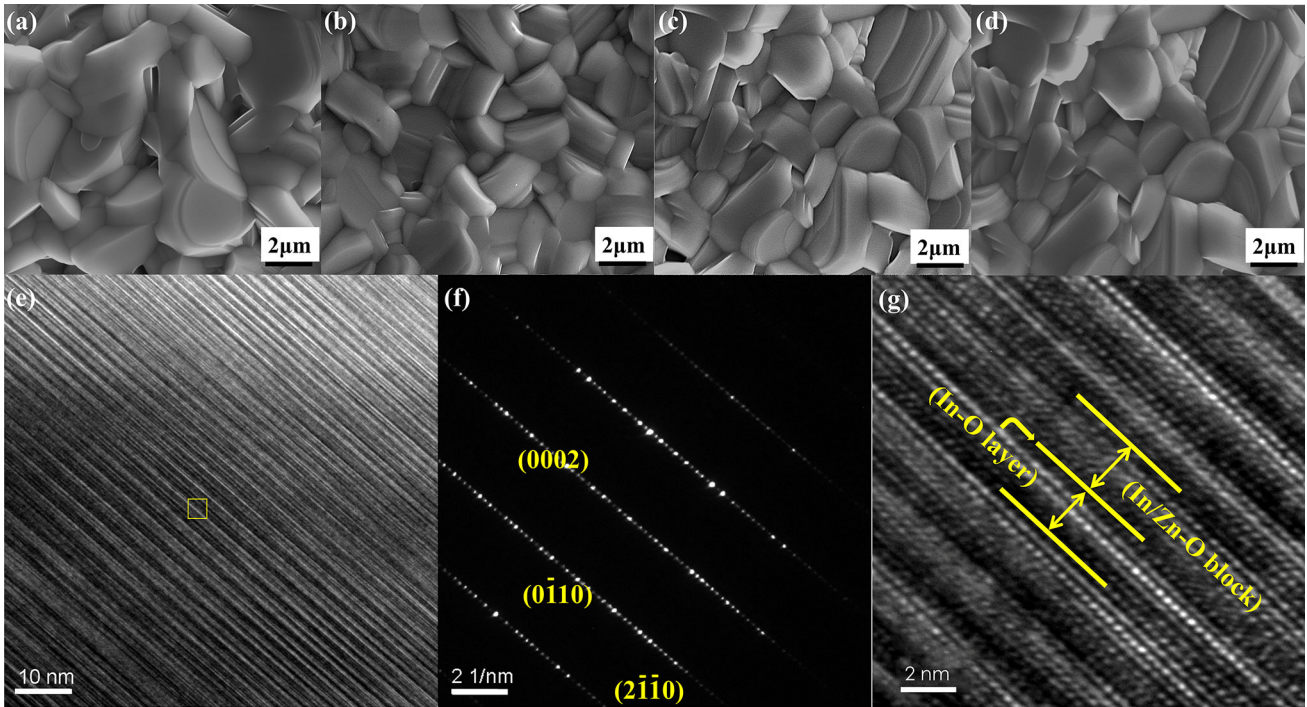 (a)
(b)
(c)
(d)
2μm
2μm
2μm
2μm
(e)
(f)
(g)
(0002)
(01̄10)
(21̄1̄0)
(In-O layer)
(In/Zn-O block)
10 nm
2 1/nm
2 nm